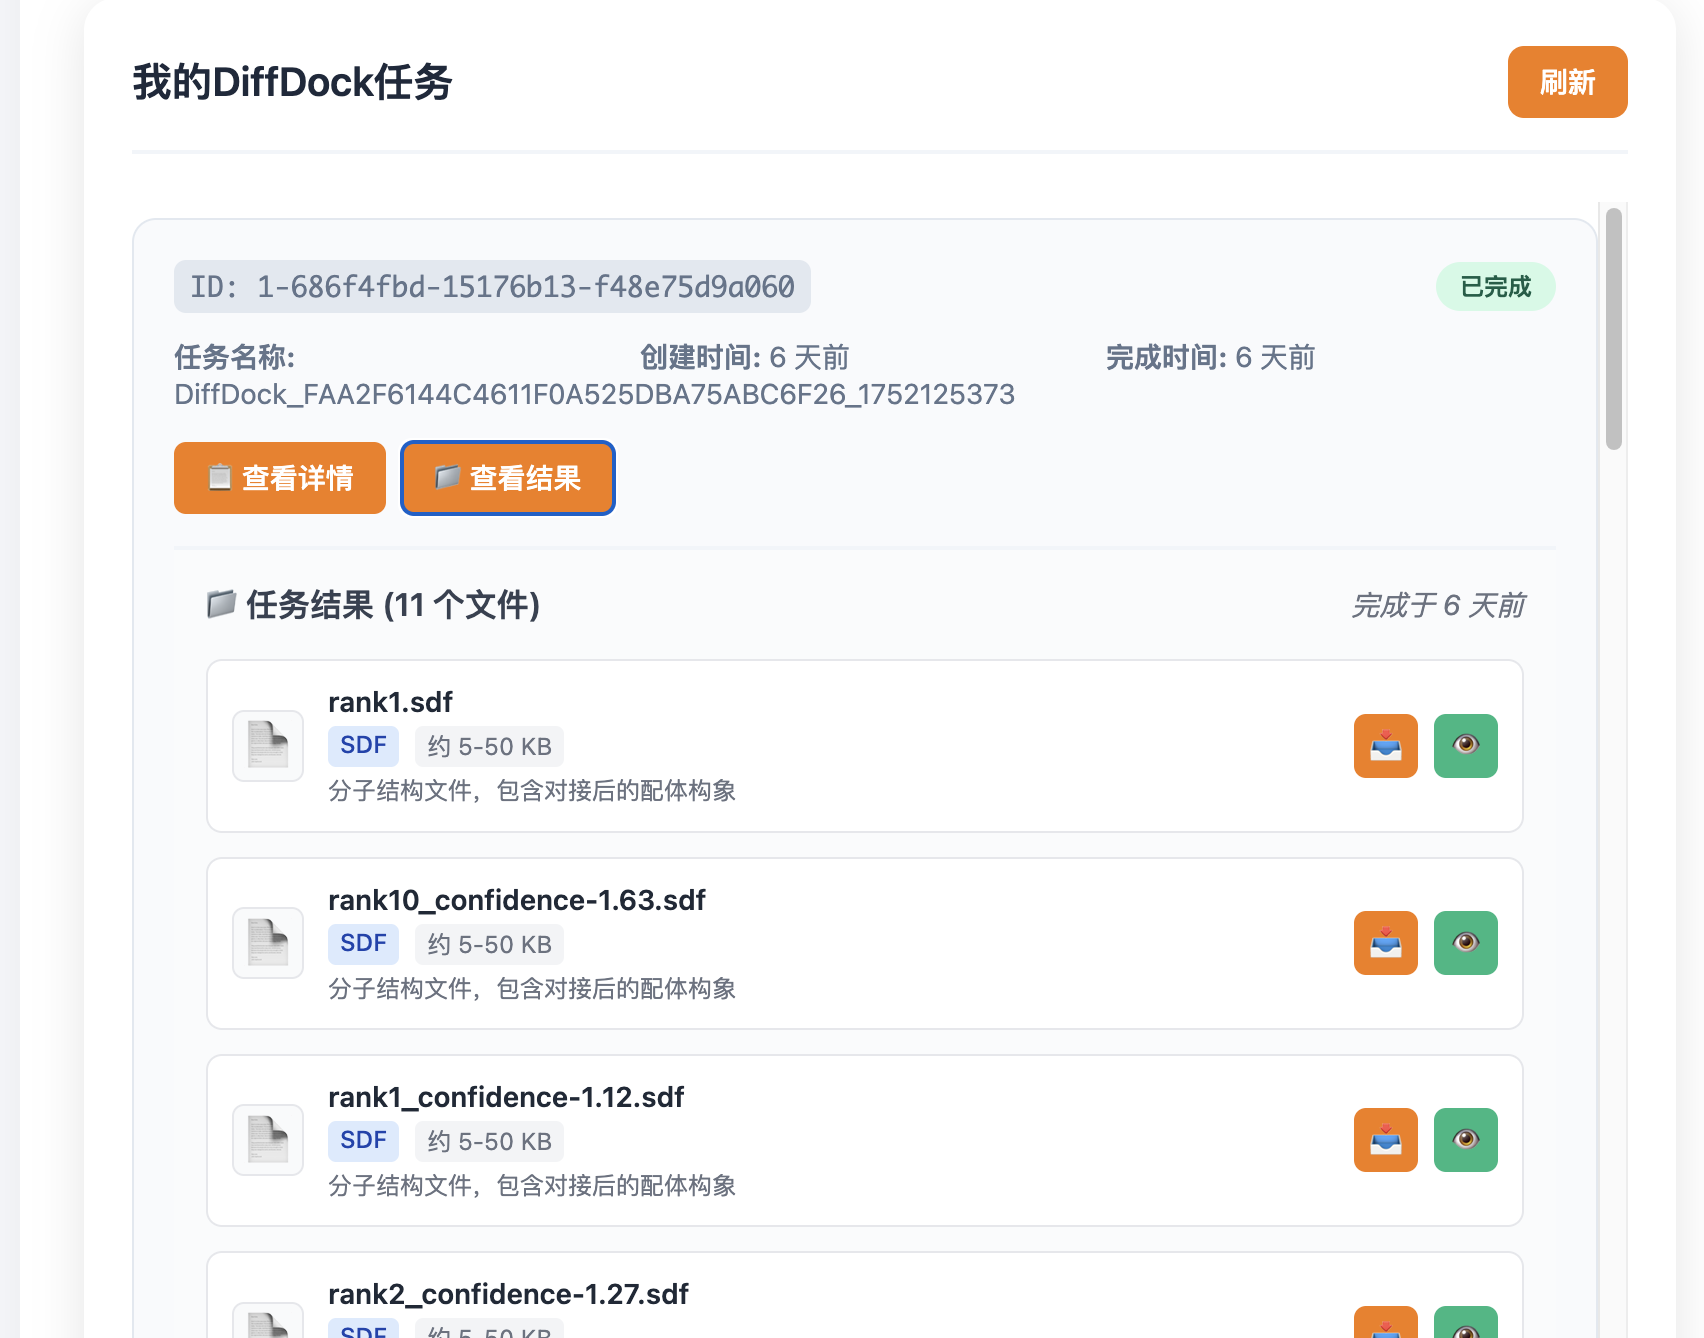 我的DiffDock任务
刷新
ID: 1-686f4fbd-15176b13-f48e75d9a060
已完成
任务名称:
DiffDock_FAA2F6144C4611F0A525DBA75ABC6F26_1752125373
创建时间: 6 天前
完成时间: 6 天前
查看详情
查看结果
任务结果 (11 个文件)
完成于 6 天前
rank1.sdf
SDF
约 5-50 KB
分子结构文件，包含对接后的配体构象
rank10_confidence-1.63.sdf
SDF
约 5-50 KB
分子结构文件，包含对接后的配体构象
rank1_confidence-1.12.sdf
SDF
约 5-50 KB
分子结构文件，包含对接后的配体构象
rank2_confidence-1.27.sdf
SDF
约 5-50 KB